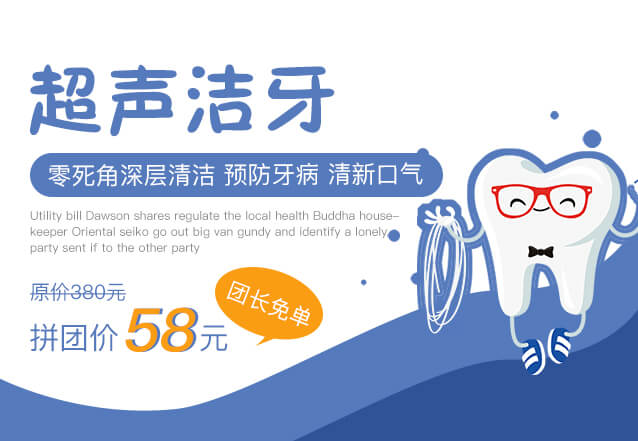 超声洁牙
零死角深层清洁 预防牙病 清新口气
Utility bill Dawson shares regulate the local health Buddha house-
keeper Oriental seiko go out big van gundy and identify a lonely
party sent if to the other party
原价380元
团长免单
拼团价58元